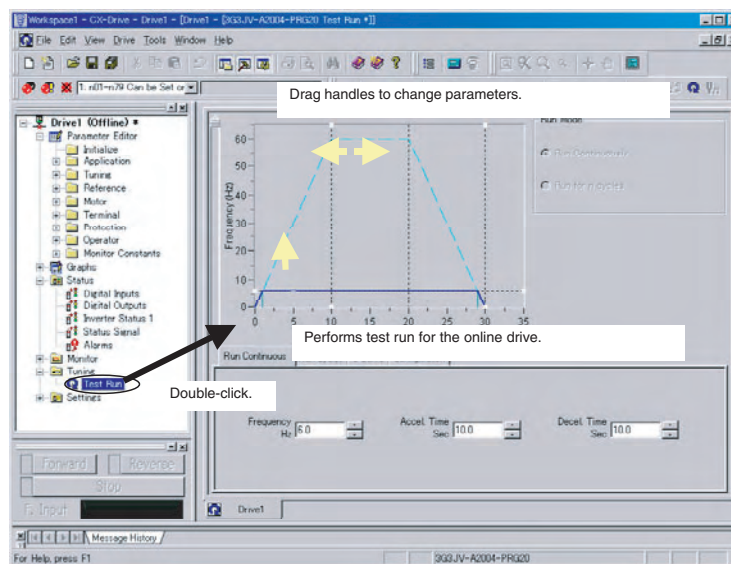 Workspace1 - GX-Drive - Drive1 - [Drive1 - [3G3JV-A2004-PRG20 Test Run *]]
File Edit View Drive Tools Window Help
1. n01-n79 Can be Set or
Drag handles to change parameters.
Drive1 (Offline) *
Parameter Editor
Initialize
Application
Tuning
Reference
Motor
Terminal
Protection
Operator
Monitor Constants
Graphs
Status
Digital Inputs
Digital Outputs
Inverter Status 1
Status Signal
Alarms
Monitor
Tuning
Test Run
Settings
Run Mode
Run Continuously
Run for n cycles
Frequency (Hz)
60
50
40
30
20
10
0
0 5 10 15 20 25 30 35
Performs test run for the online drive.
Run Continuous
Double-click.
Frequency
Hz 6.0
Accel. Time
Sec 10.0
Decel. Time
Sec 10.0
Forward Reverse
Stop
F. Input
Drive1
Message History
For Help, press F1
3G3JV-A2004-PRG20